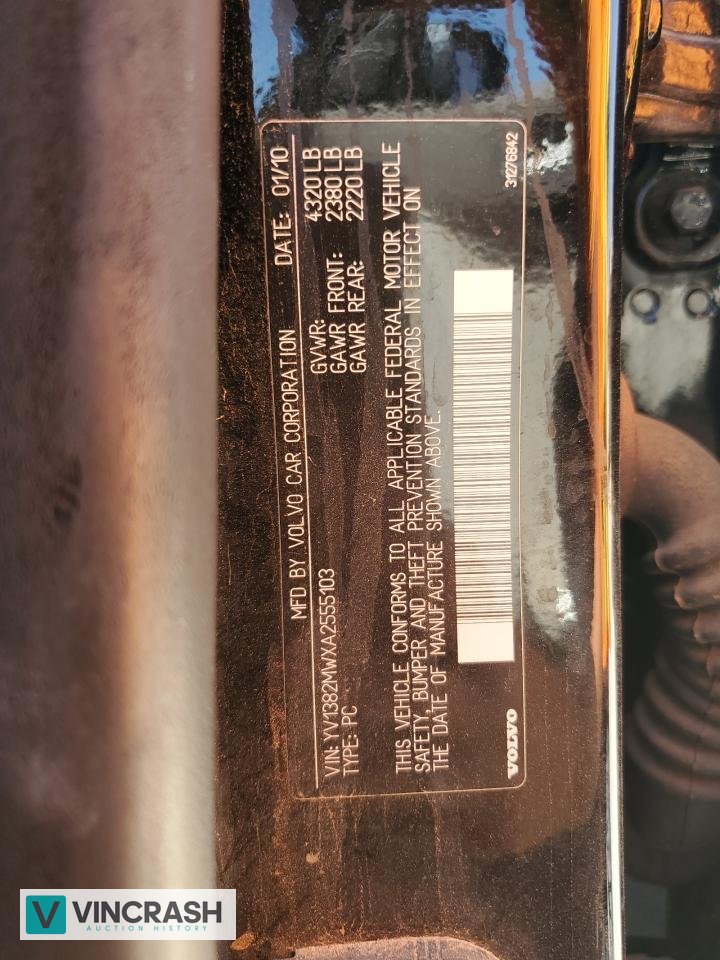 MFD BY VOLVO CAR CORPORATION DATE: 01/10
VIN: YV1382MWXA2555103 GVWR: 4320 LB
TYPE: PC GAWR FRONT: 2380 LB
GAWR REAR: 2220 LB
THIS VEHICLE CONFORMS TO ALL APPLICABLE FEDERAL MOTOR VEHICLE
SAFETY, BUMPER AND THEFT PREVENTION STANDARDS IN EFFECT ON
THE DATE OF MANUFACTURE SHOWN ABOVE.
VOLVO 31276842
V VINCRASH
AUCTION HISTORY